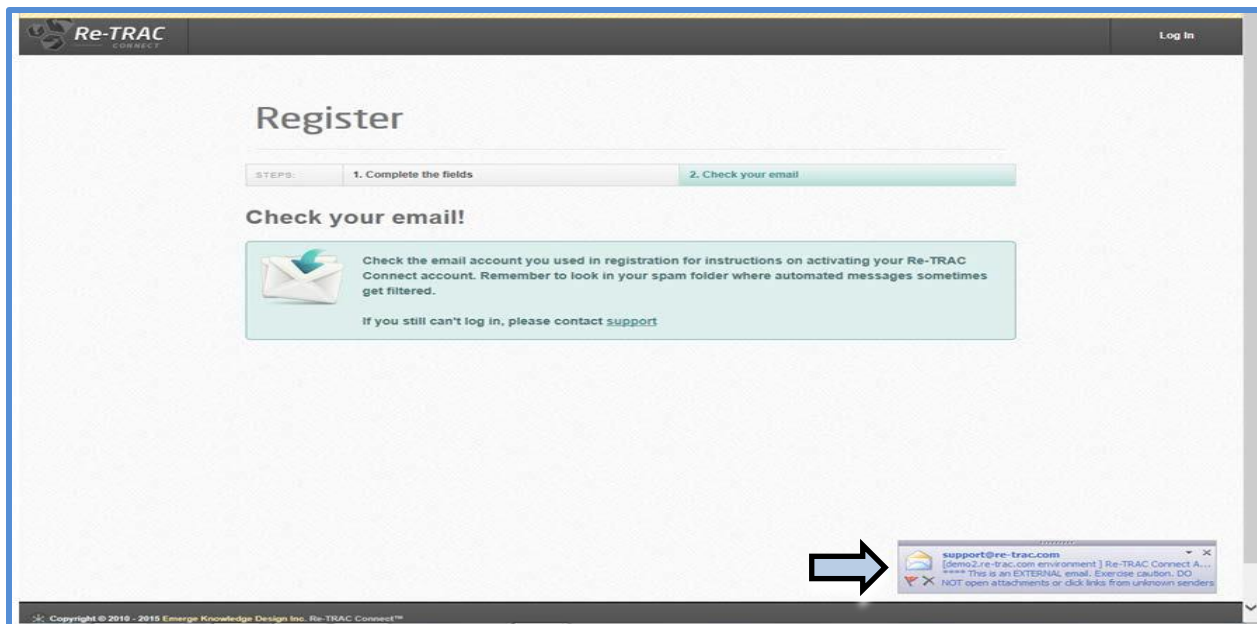 Re-TRAC
CONNECT
Log In
Register
STEPS:
1. Complete the fields
2. Check your email
Check your email!
Check the email account you used in registration for instructions on activating your Re-TRAC
Connect account. Remember to look in your spam folder where automated messages sometimes
get filtered.
If you still can't log in, please contact support
support@re-trac.com
[demo2.re-trac.com environment ] Re-TRAC Connect A...
**** This is an EXTERNAL email. Exercise caution. DO
NOT open attachments or click links from unknown senders
Copyright © 2010 - 2015 Emerge Knowledge Design Inc. Re-TRAC Connect™